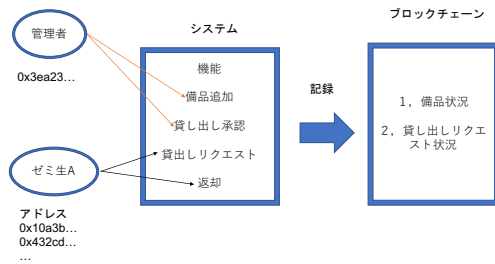 ブロックチェーン
システム
管理者
機能
0x3ea23…
備品追加
記録
1，備品状況
貸し出し承認
2，貸し出しリクエ
スト状況
貸出しリクエスト
ゼミ生A
返却
アドレス
0x10a3b…
0x432cd…
…